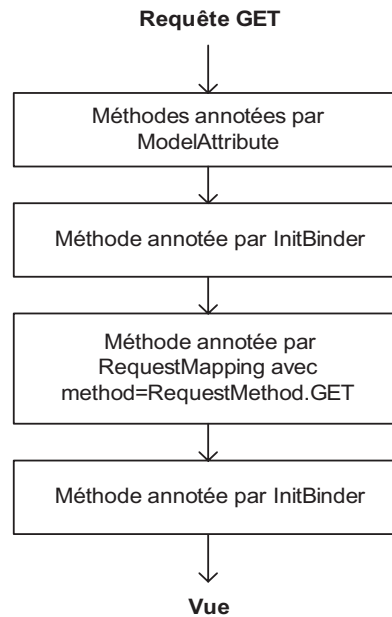 Requête GET
Méthodes annotées par
ModelAttribute
Méthode annotée par InitBinder
Méthode annotée par
RequestMapping avec
method=RequestMethod.GET
Méthode annotée par InitBinder
Vue